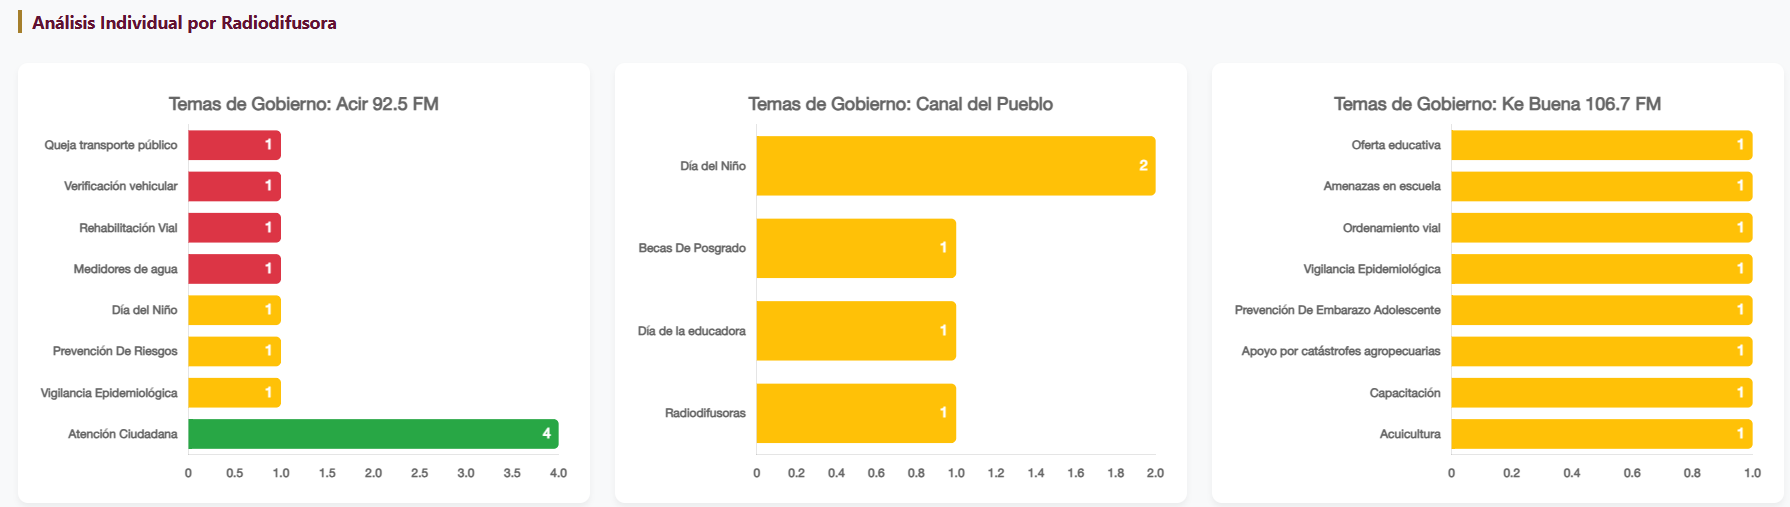 Análisis Individual por Radiodifusora
Temas de Gobierno: Acir 92.5 FM
Queja transporte público 1
Verificación vehicular 1
Rehabilitación Vial 1
Medidores de agua 1
Día del Niño 1
Prevención De Riesgos 1
Vigilancia Epidemiológica 1
Atención Ciudadana 4
0 0.5 1.0 1.5 2.0 2.5 3.0 3.5 4.0
Temas de Gobierno: Canal del Pueblo
Día del Niño 2
Becas De Posgrado 1
Día de la educadora 1
Radiodifusoras 1
0 0.2 0.4 0.6 0.8 1.0 1.2 1.4 1.6 1.8 2.0
Temas de Gobierno: Ke Buena 106.7 FM
Oferta educativa 1
Amenazas en escuela 1
Ordenamiento vial 1
Vigilancia Epidemiológica 1
Prevención De Embarazo Adolescente 1
Apoyo por catástrofes agropecuarias 1
Capacitación 1
Acuicultura 1
0 0.2 0.4 0.6 0.8 1.0